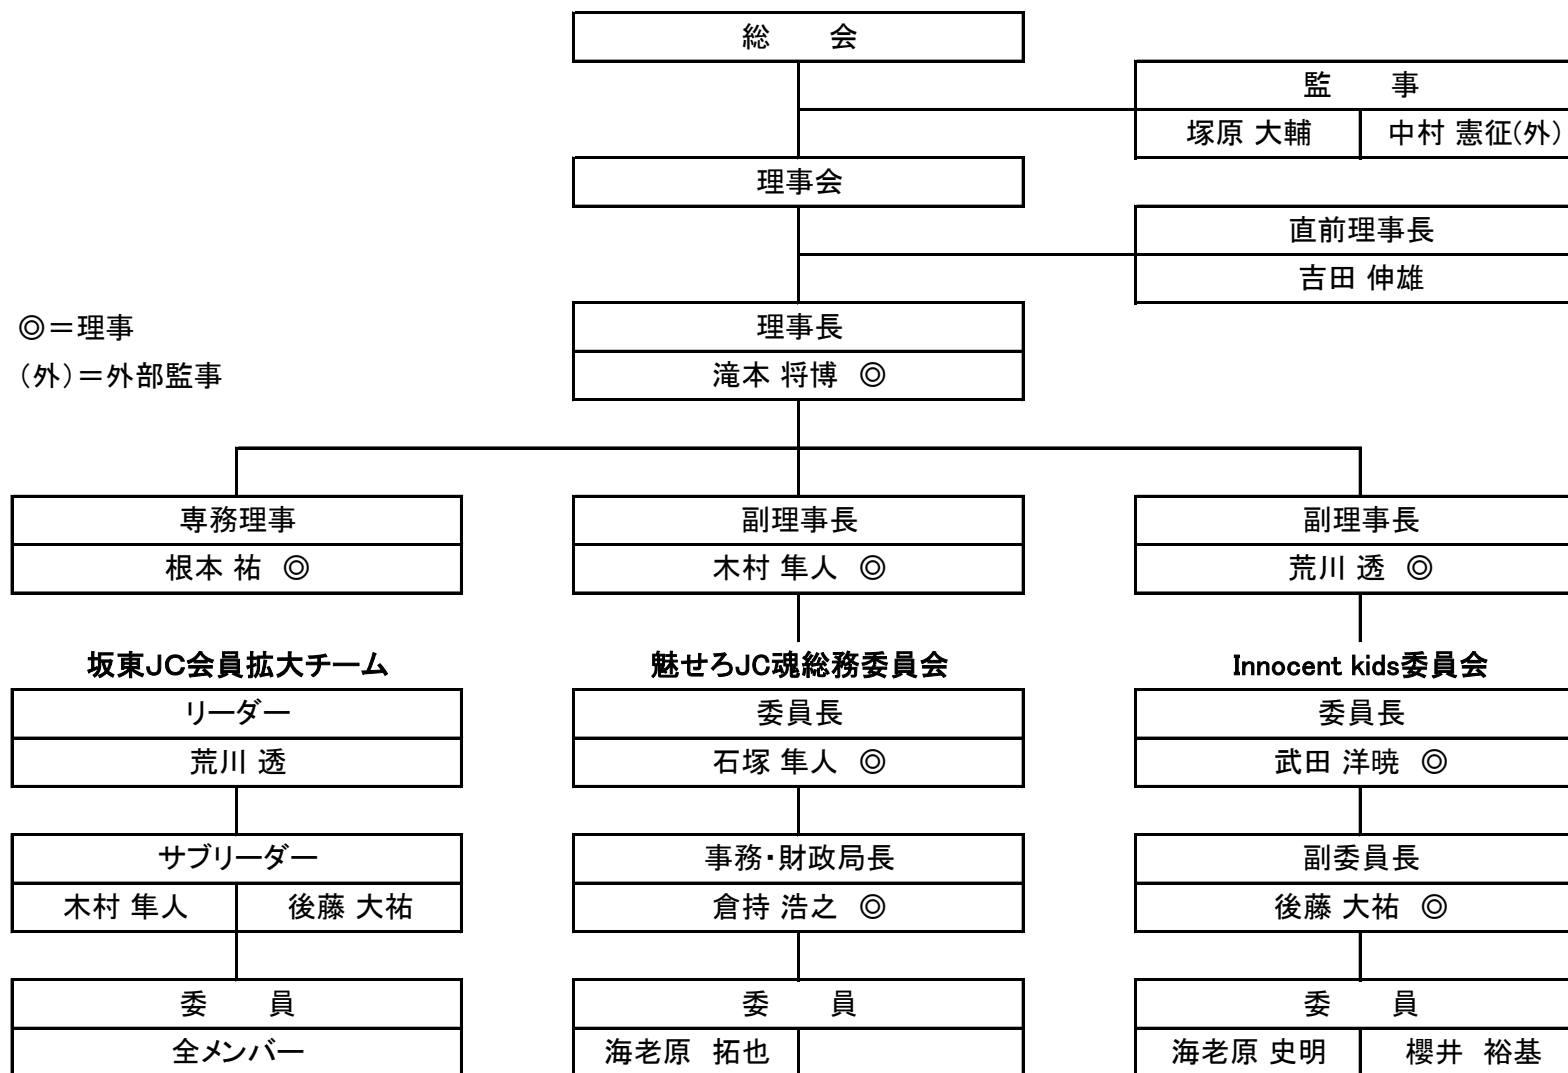 総　　会
監　　事
塚原 大輔　中村 憲征(外)
理事会
直前理事長
吉田 伸雄
◎＝理事
（外）＝外部監事
理事長
滝本 将博　◎
専務理事　副理事長　副理事長
根本 祐　◎　木村 隼人　◎　荒川 透　◎
坂東JC会員拡大チーム　魅せろJC魂総務委員会　Innocent kids委員会
リーダー　委員長　委員長
荒川 透　石塚 隼人　◎　武田 洋暁　◎
サブリーダー　事務・財政局長　副委員長
木村 隼人　後藤 大祐　倉持 浩之　◎　後藤 大祐　◎
委　　員　委　　員　委　　員
全メンバー　海老原　拓也　海老原 史明　櫻井　裕基